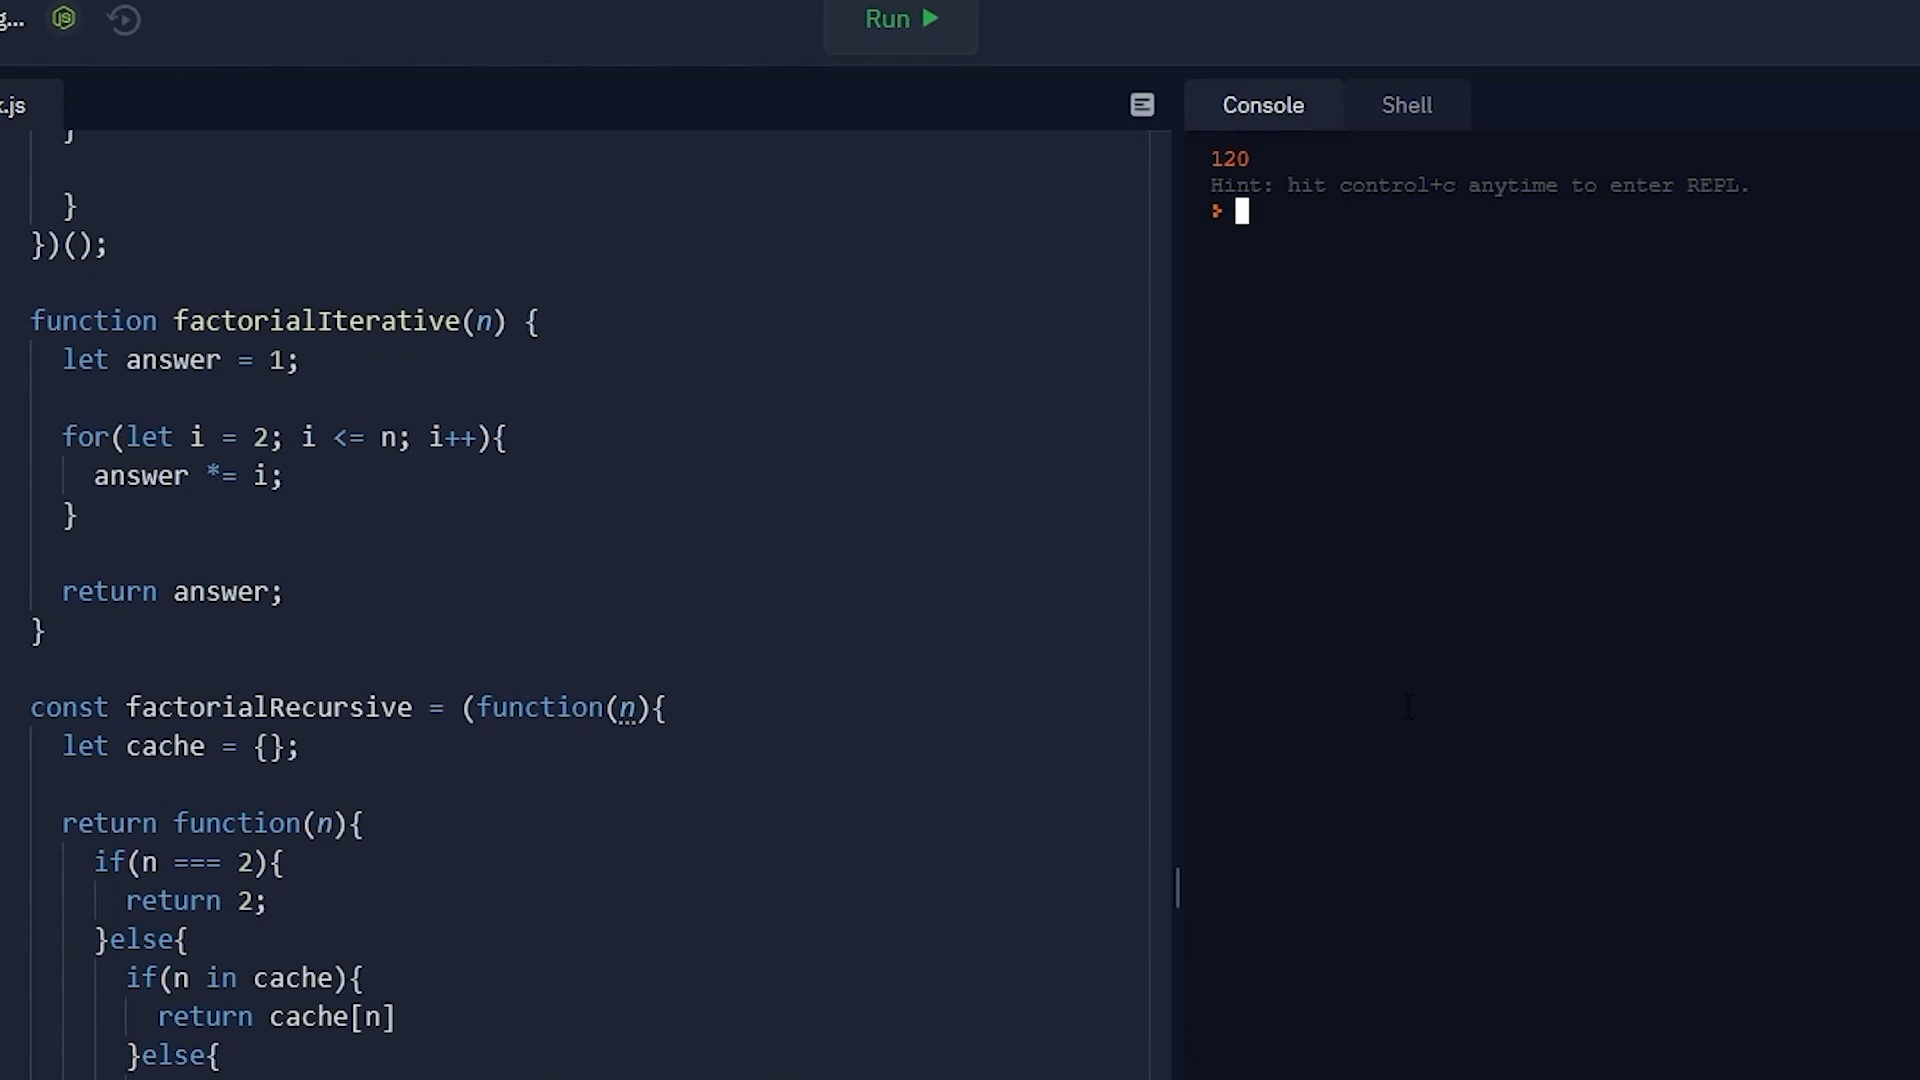 g...
JS
Run
x.js
Console
Shell
}
}
})();
function factorialIterative(n) {
let answer = 1;
for(let i = 2; i <= n; i++){
answer *= i;
}
return answer;
}
const factorialRecursive = (function(n){
let cache = {};
return function(n){
if(n === 2){
return 2;
}else{
if(n in cache){
return cache[n]
}else{
120
Hint: hit control+c anytime to enter REPL.